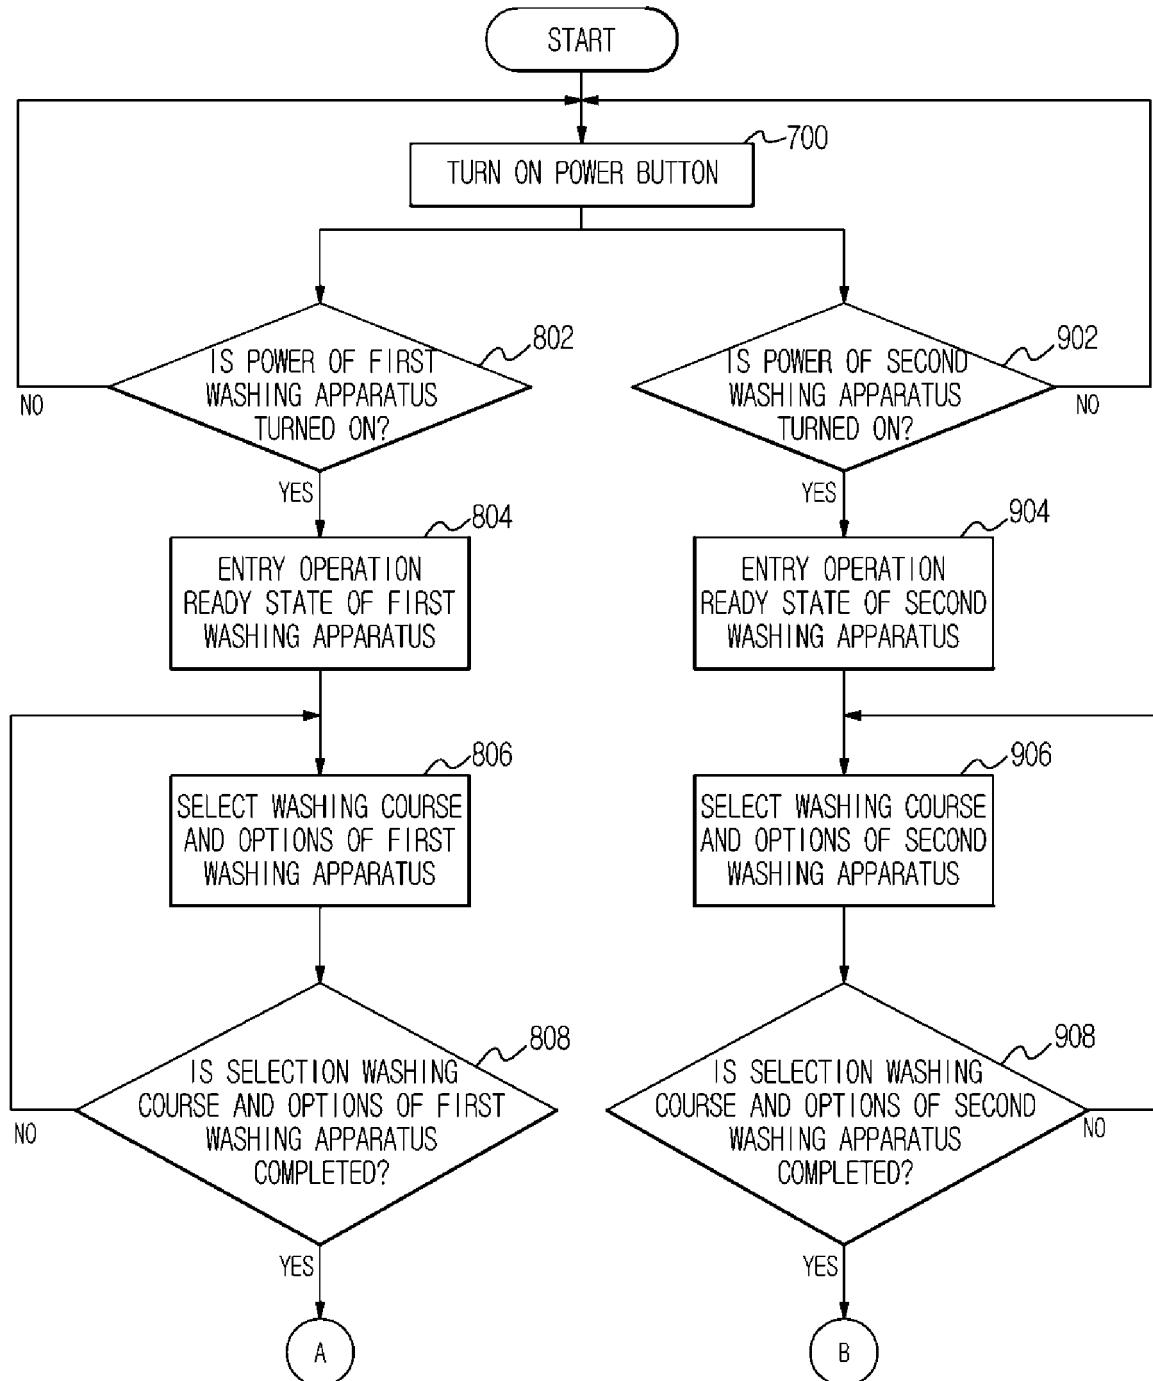 START
700
TURN ON POWER BUTTON
802
IS POWER OF FIRST
WASHING APPARATUS
TURNED ON?
NO
YES
902
IS POWER OF SECOND
WASHING APPARATUS
TURNED ON?
NO
YES
804
ENTRY OPERATION
READY STATE OF FIRST
WASHING APPARATUS
904
ENTRY OPERATION
READY STATE OF SECOND
WASHING APPARATUS
806
SELECT WASHING COURSE
AND OPTIONS OF FIRST
WASHING APPARATUS
906
SELECT WASHING COURSE
AND OPTIONS OF SECOND
WASHING APPARATUS
808
IS SELECTION WASHING
COURSE AND OPTIONS OF FIRST
WASHING APPARATUS
COMPLETED?
NO
YES
908
IS SELECTION WASHING
COURSE AND OPTIONS OF SECOND
WASHING APPARATUS
COMPLETED?
NO
YES
A
B